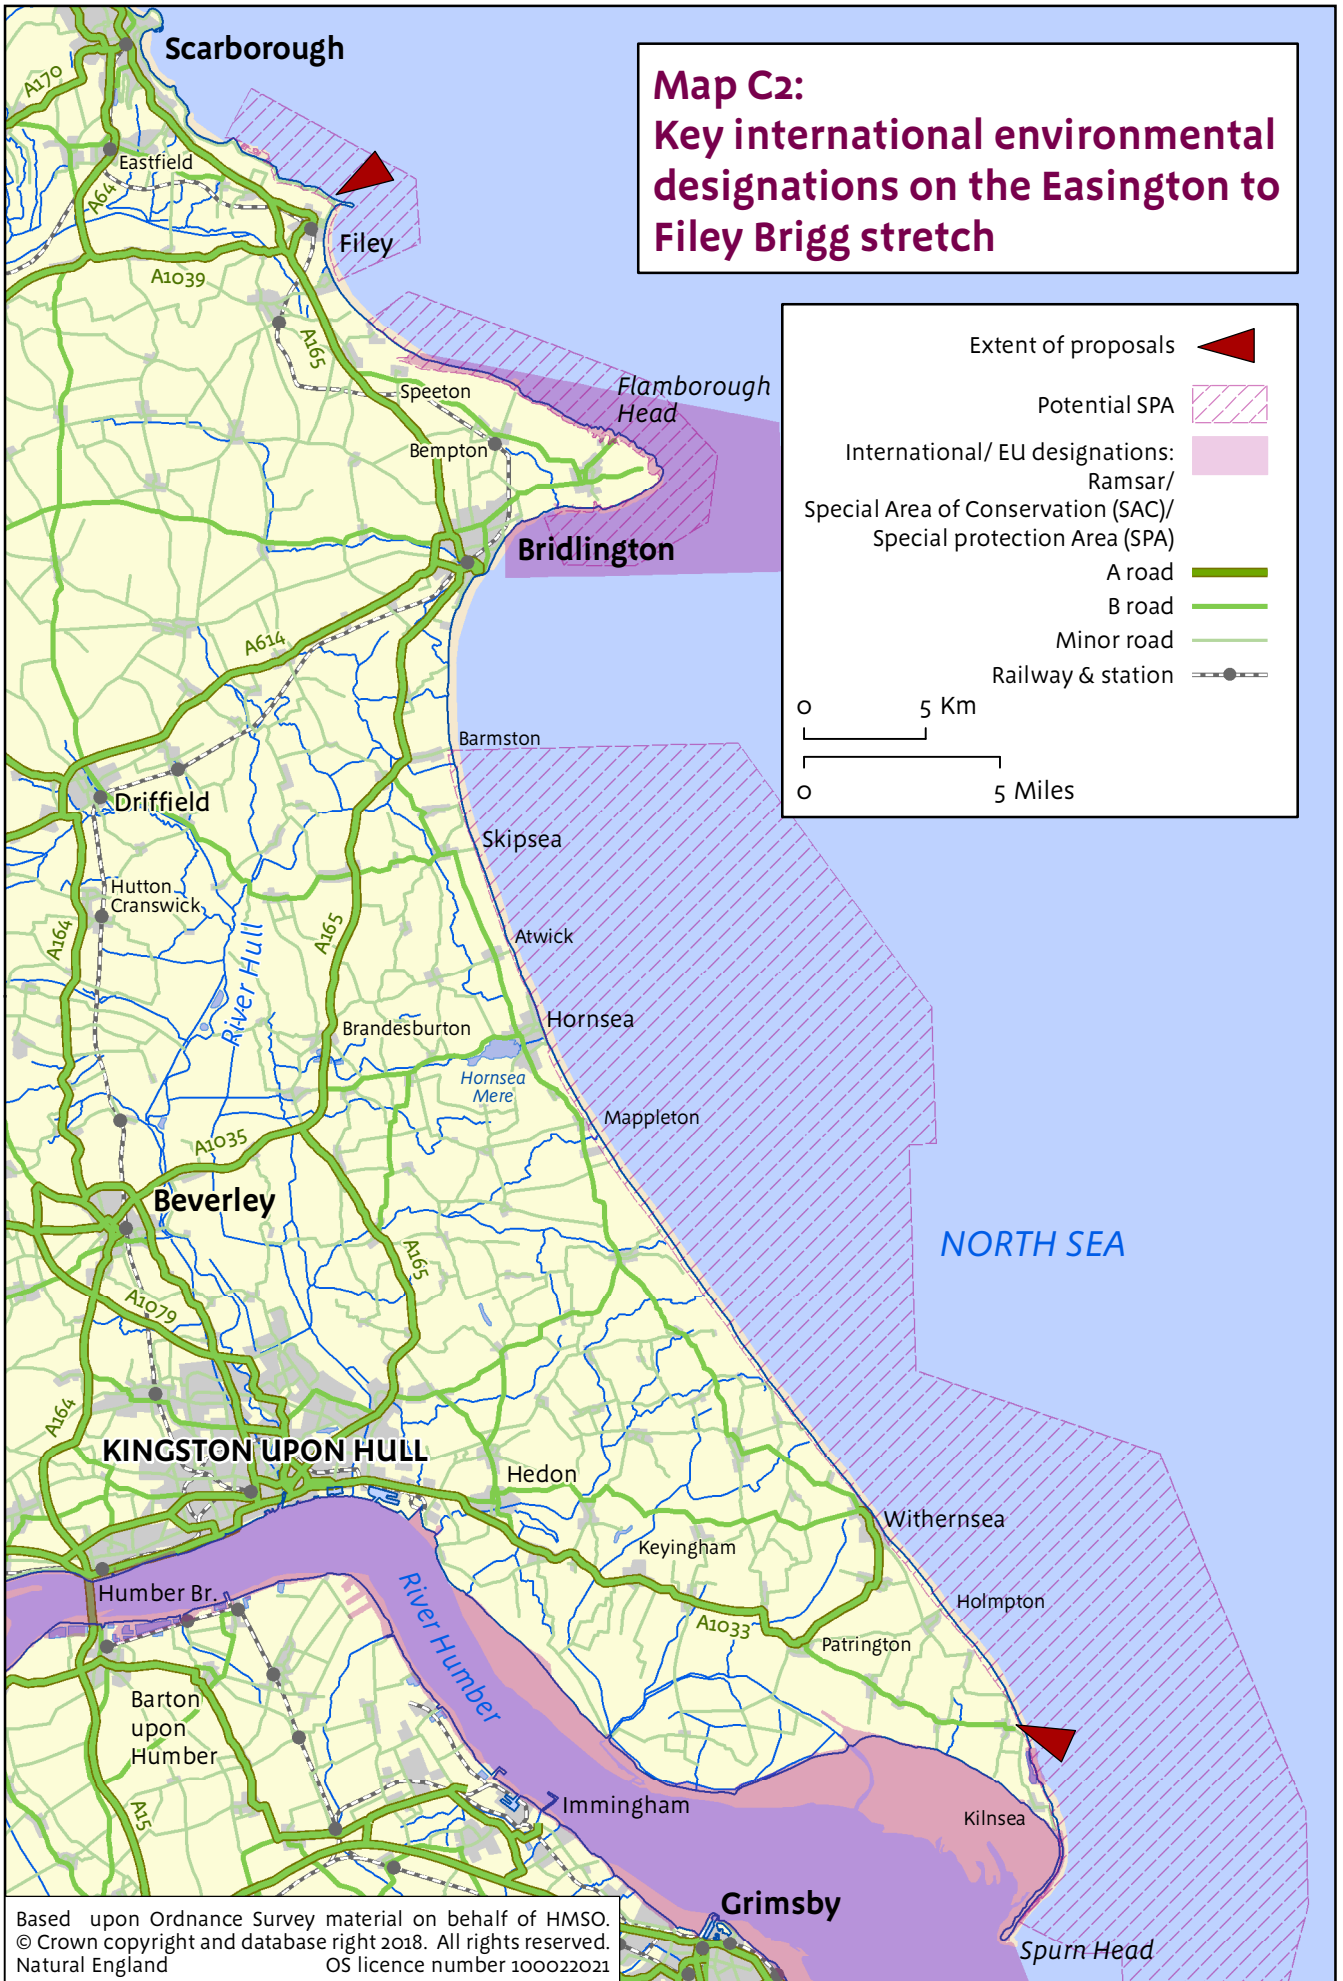 Scarborough
A170
Eastfield
A64
Filey
A1039
A165
Map C2:
Key international environmental
designations on the Easington to
Filey Brigg stretch
Extent of proposals
Potential SPA
International/ EU designations:
Ramsar/
Special Area of Conservation (SAC)/
Special protection Area (SPA)
A road
B road
Minor road
Railway & station
0 5 Km
0 5 Miles
Speeton
Flamborough
Head
Bempton
Bridlington
A614
Barmston
Driffield
Skipsea
Hutton
Cranswick
A164
River Hull
A165
Atwick
Hornsea
Brandesburton
Hornsea
Mere
Mappleton
A1035
Beverley
A165
NORTH SEA
A1079
A164
KINGSTON UPON HULL
Hedon
Withernsea
Keyingham
Humber Br.
River Humber
Holmpton
A1033
Patrington
Barton
upon
Humber
A15
Immingham
Kilnsea
Grimsby
Spurn Head
Based upon Ordnance Survey material on behalf of HMSO.
© Crown copyright and database right 2018. All rights reserved.
Natural England OS licence number 100022021